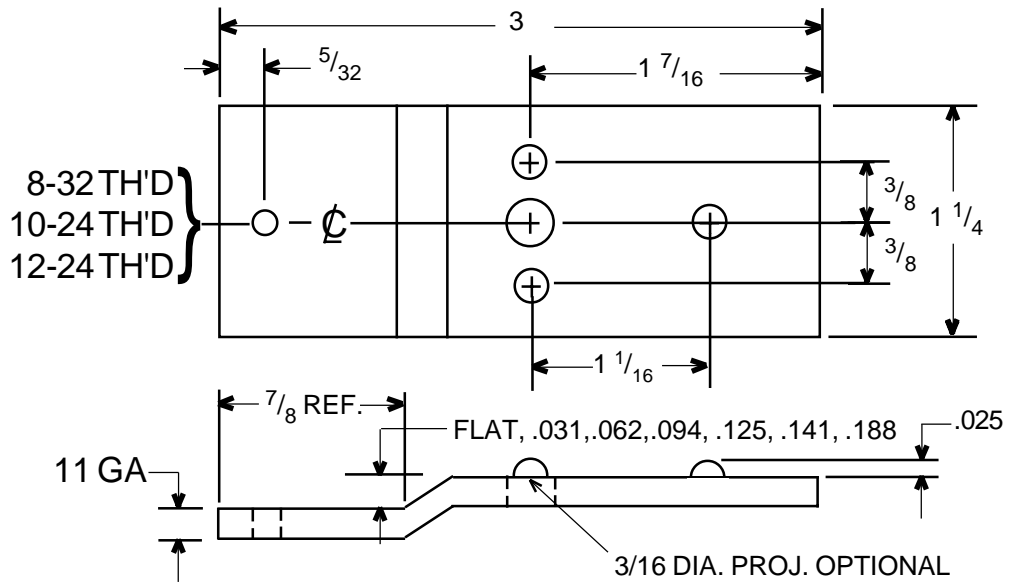 3
5/32
1 7/16
8-32 TH'D
10-24 TH'D
12-24 TH'D
℄
3/8
1 1/4
3/8
1 1/16
7/8 REF.
FLAT, .031,.062,.094, .125, .141, .188
.025
11 GA
3/16 DIA. PROJ. OPTIONAL